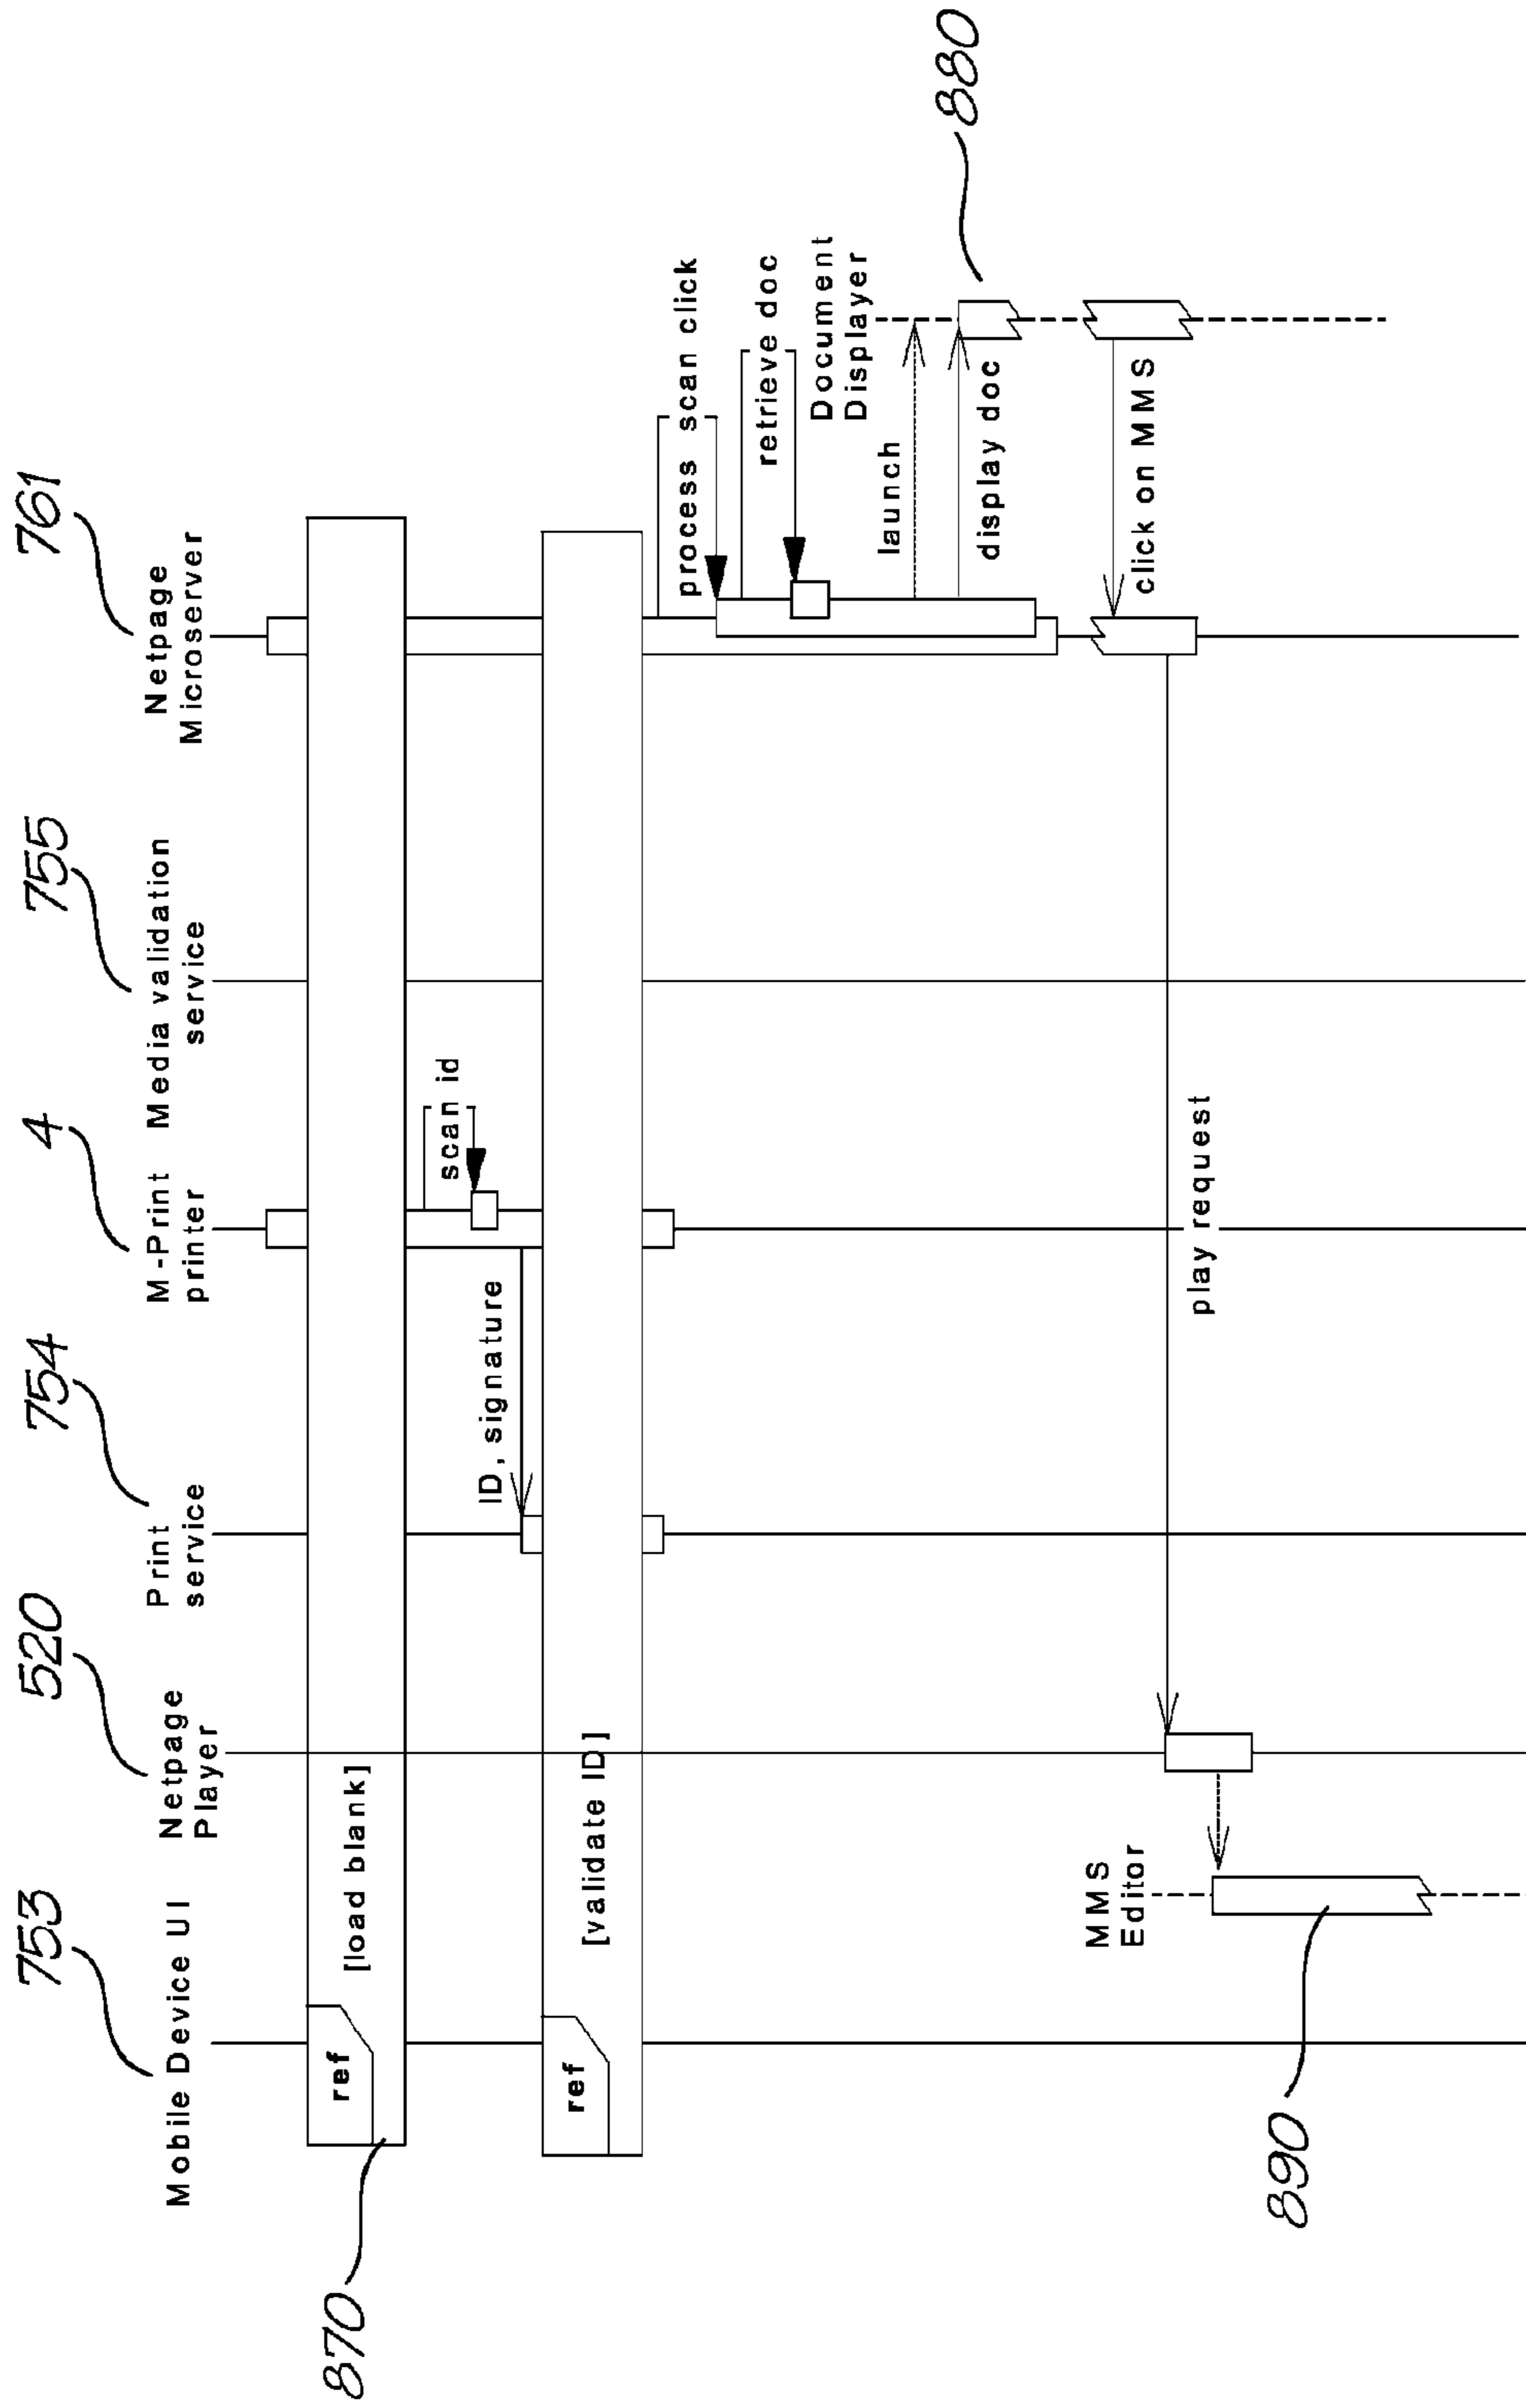 753
520
754
4
755
761
Mobile Device UI
Netpage
Player
Print
service
M-Print
printer
Media validation
service
Netpage
Microserver
870
ref
[load blank]
scan id
ID, signature
ref
[validate ID]
process scan click
retrieve doc
Document
Displayer
launch
display doc
880
click on MMS
play request
MMS
Editor
890